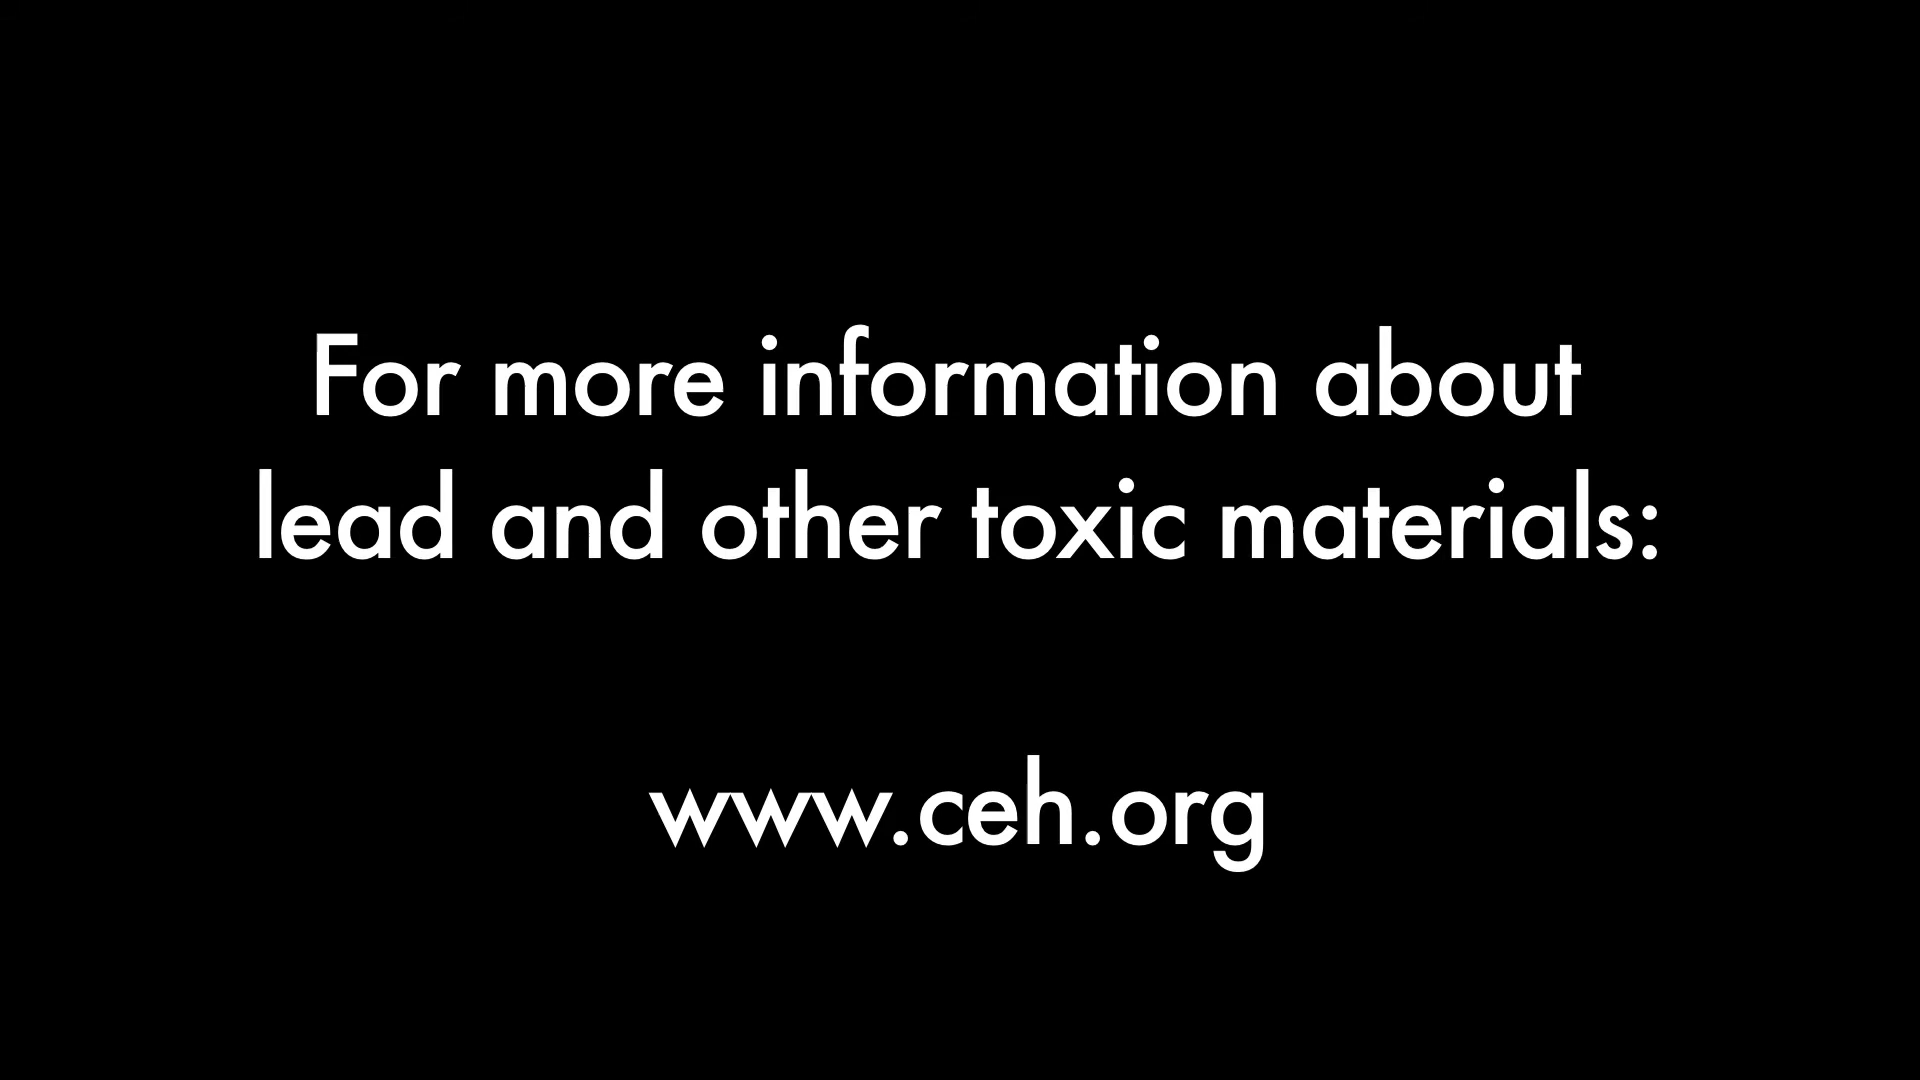 For more information about
lead and other toxic materials:
www.ceh.org